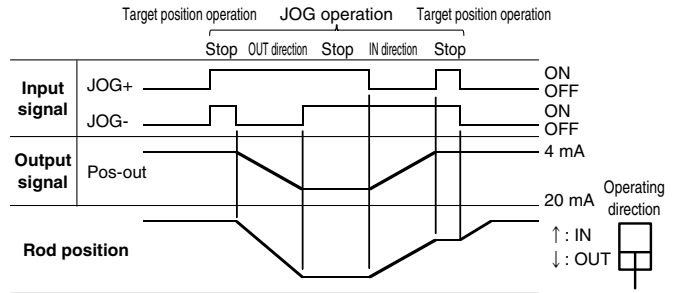 Target position operation JOG operation Target position operation
Stop OUT direction Stop IN direction Stop
Input signal
JOG+
ON
OFF
JOG-
ON
OFF
Output signal
Pos-out
4 mA
20 mA
Rod position
Operating direction
↑ : IN
↓ : OUT